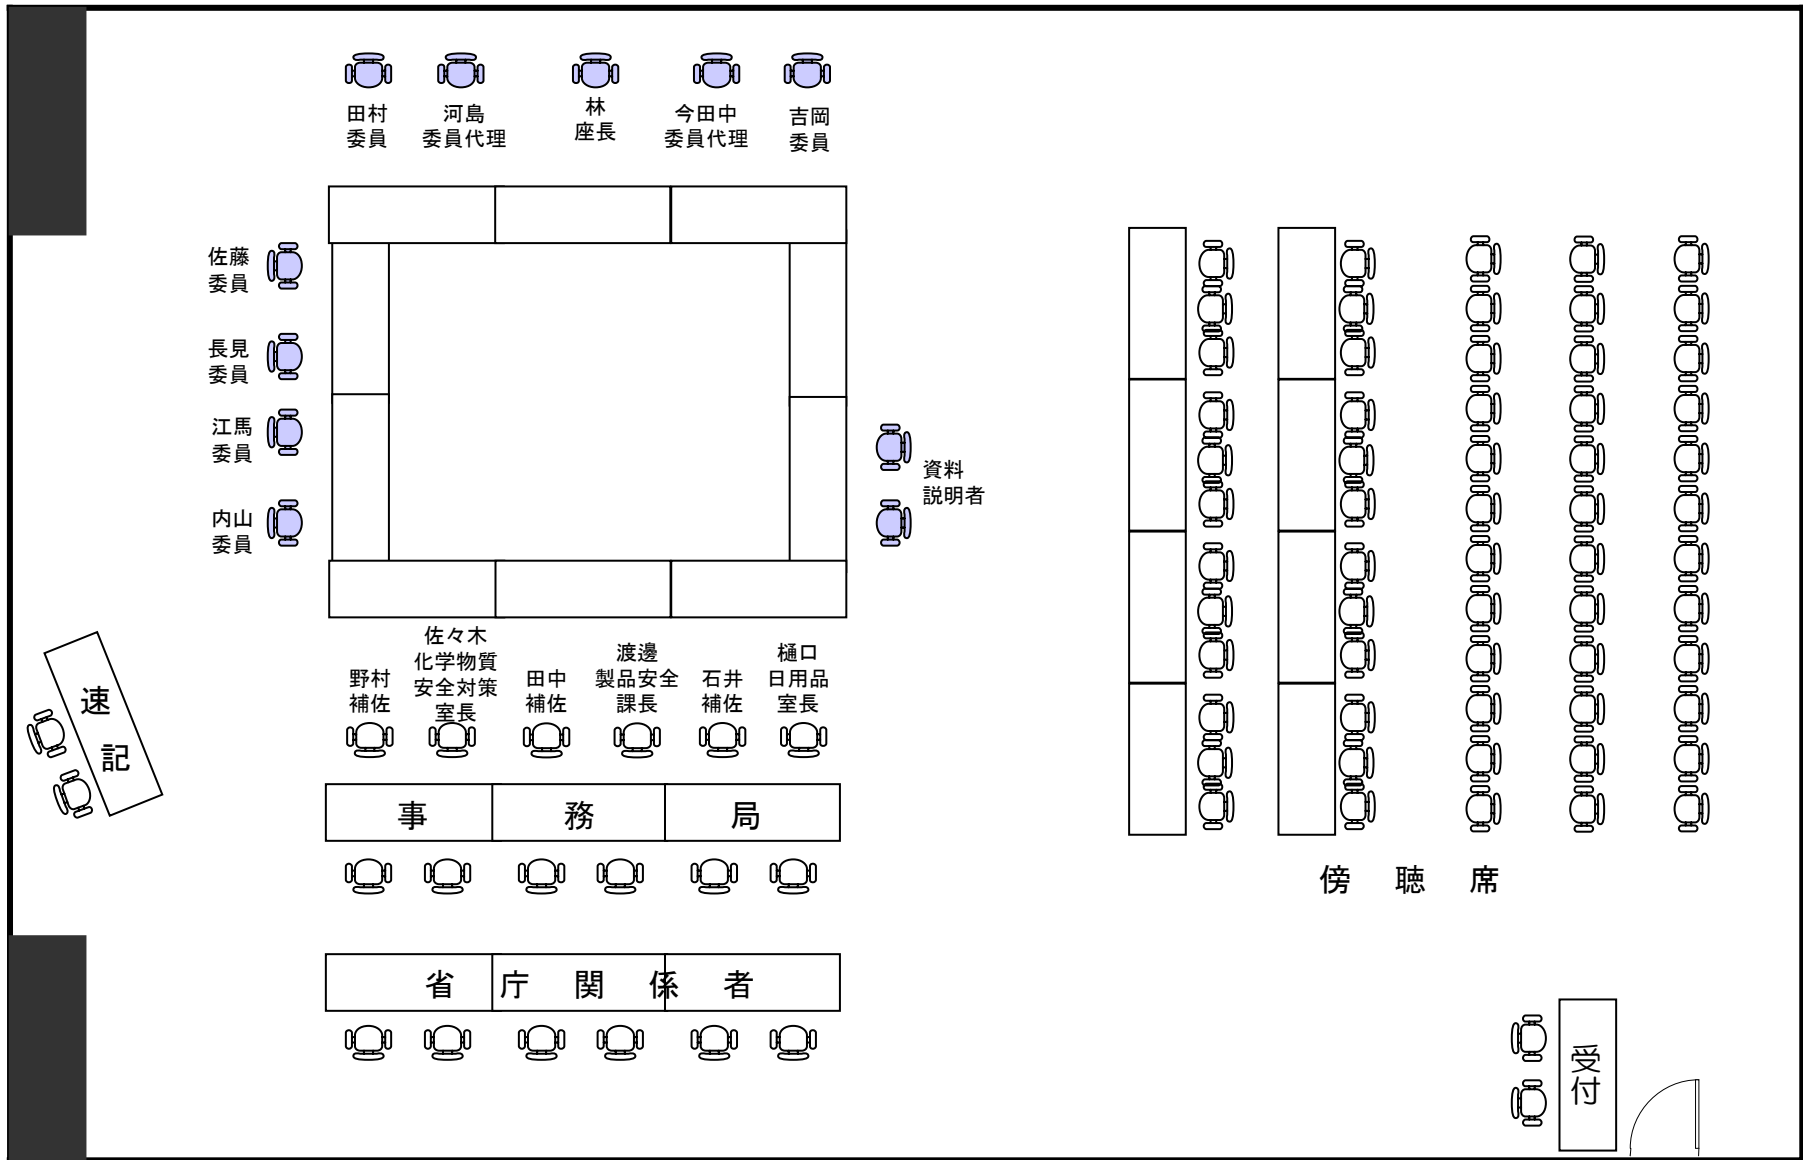 田村
委員
河島
委員代理
林
座長
今田中
委員代理
吉岡
委員
佐藤
委員
長見
委員
江馬
委員
内山
委員
資料
説明者
野村
補佐
佐々木
化学物質
安全対策
室長
田中
補佐
渡邊
製品安全
課長
石井
補佐
樋口
日用品
室長
速
記
事務局
省庁関係者
傍聴席
受付